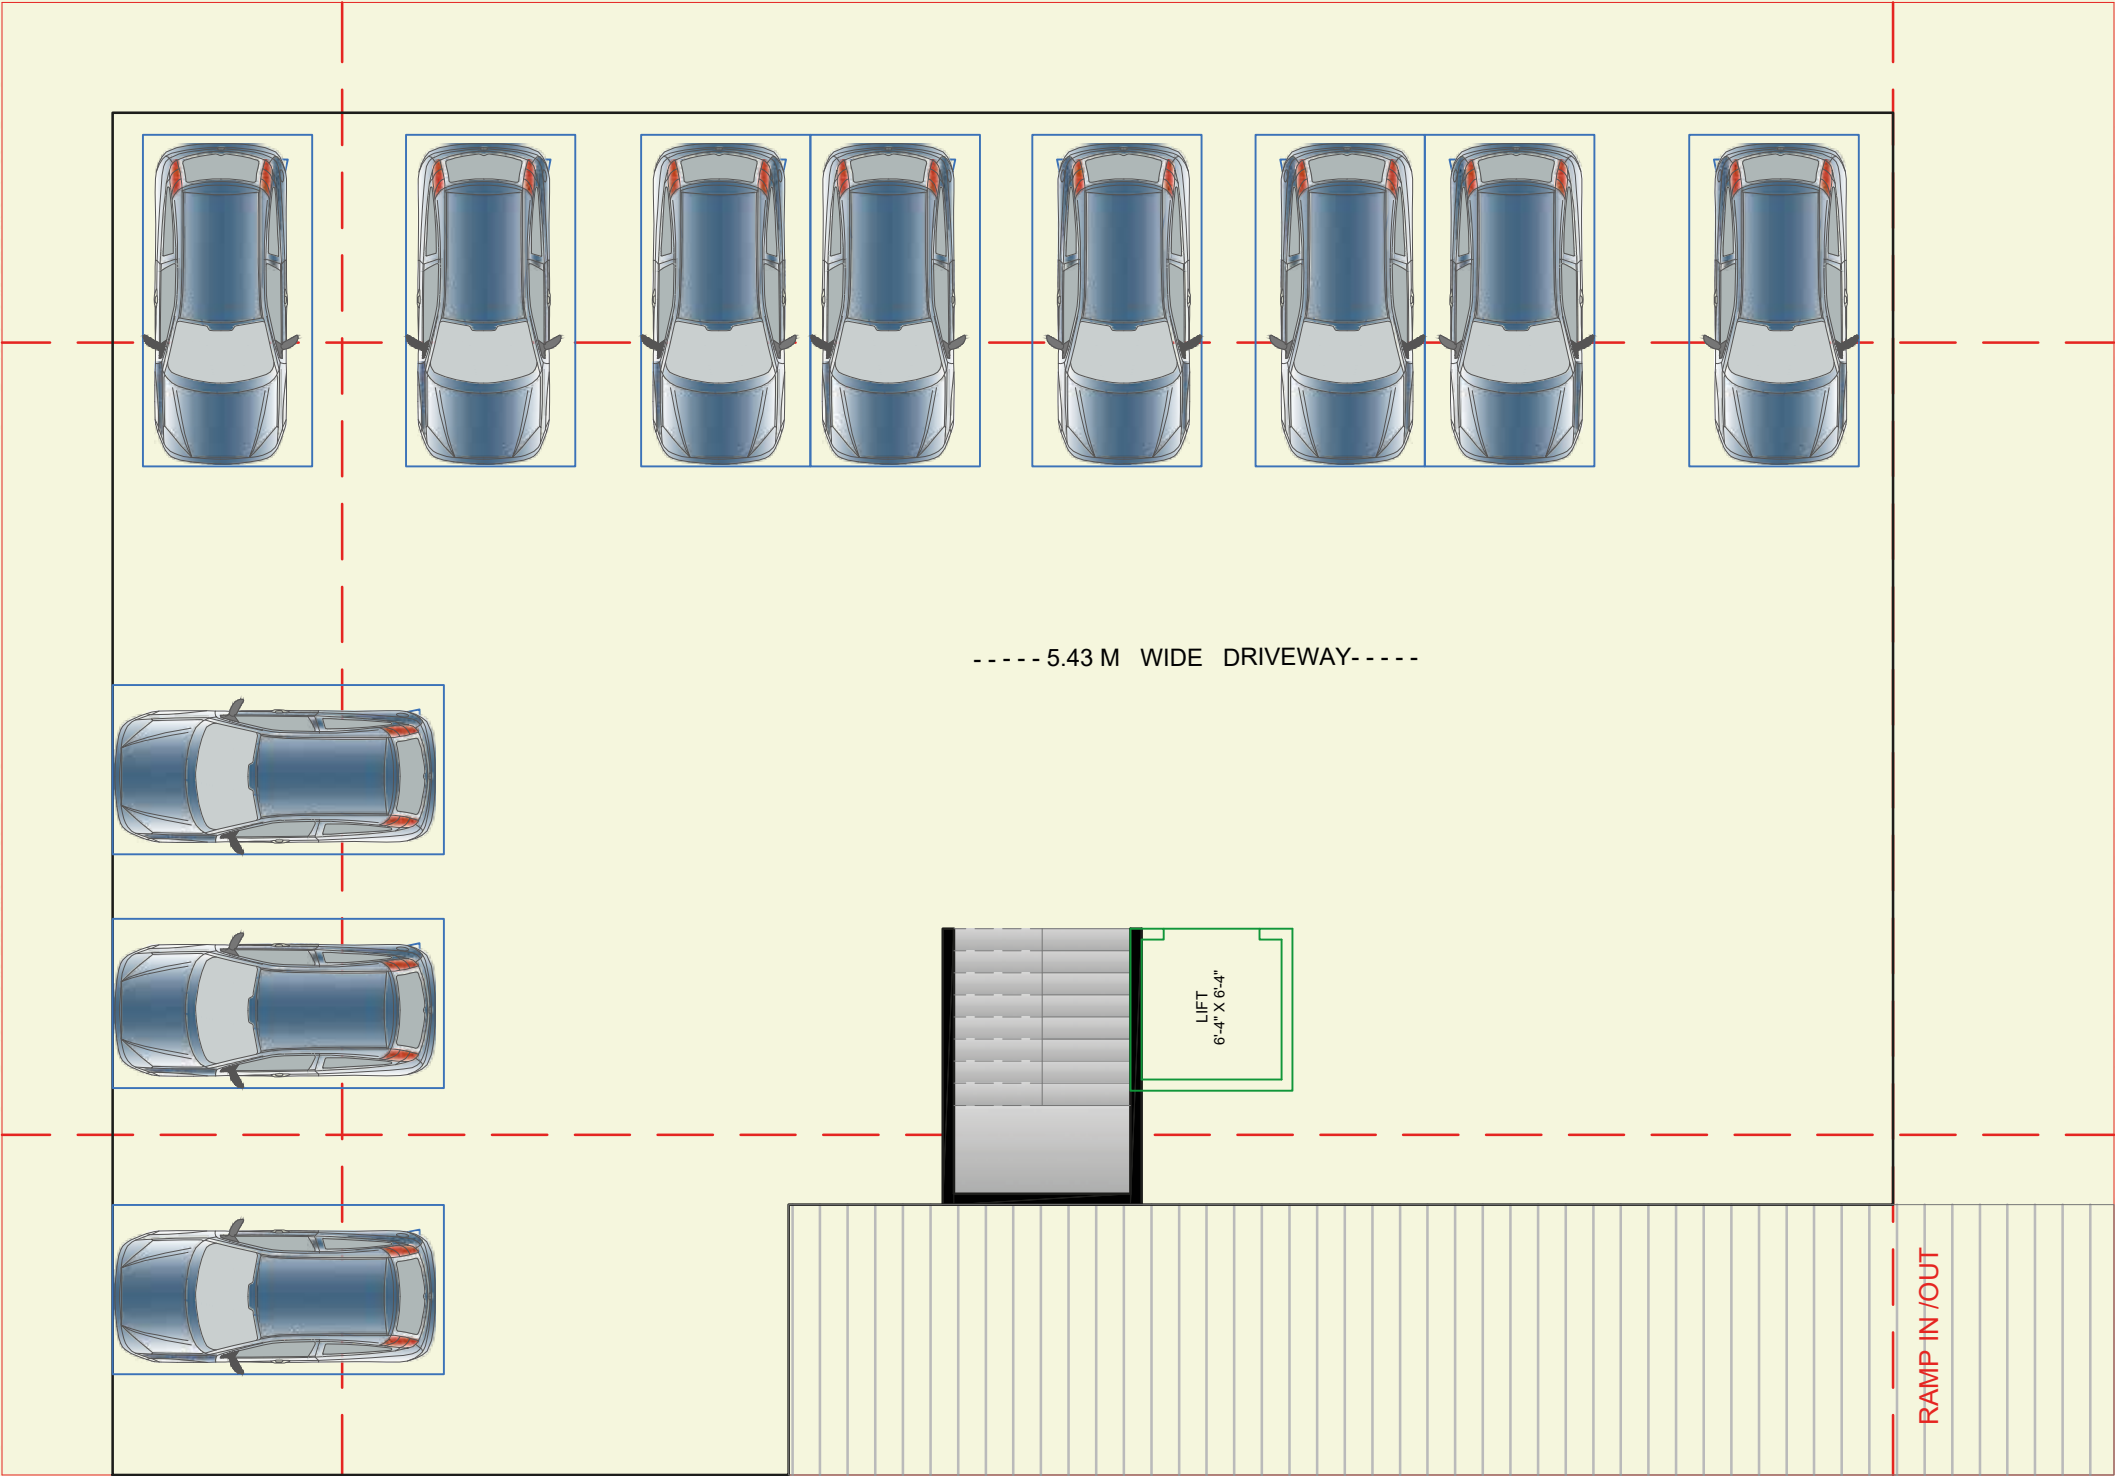 - - - - - 5.43 M WIDE DRIVEWAY- - - - -
LIFT
6'-4" X 6'-4"
RAMP IN /OUT